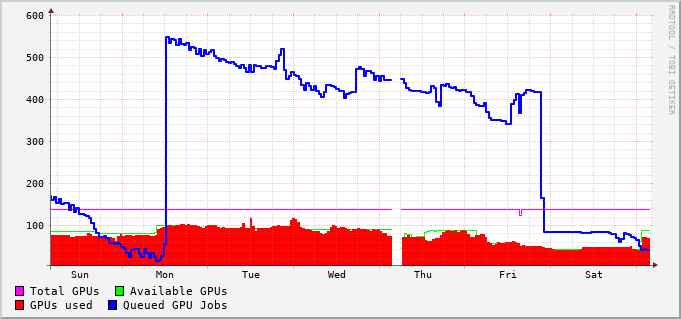 600
500
400
300
200
100
Sun Mon Tue Wed Thu Fri Sat
RRDTOOL / TOBI OETIKER
Total GPUs Available GPUs
GPUs used Queued GPU Jobs